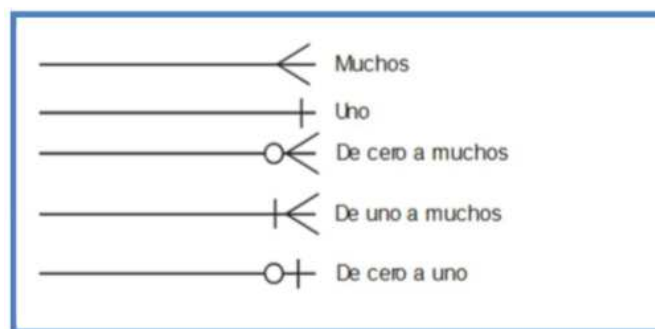 Muchos
Uno
De cero a muchos
De uno a muchos
De cero a uno